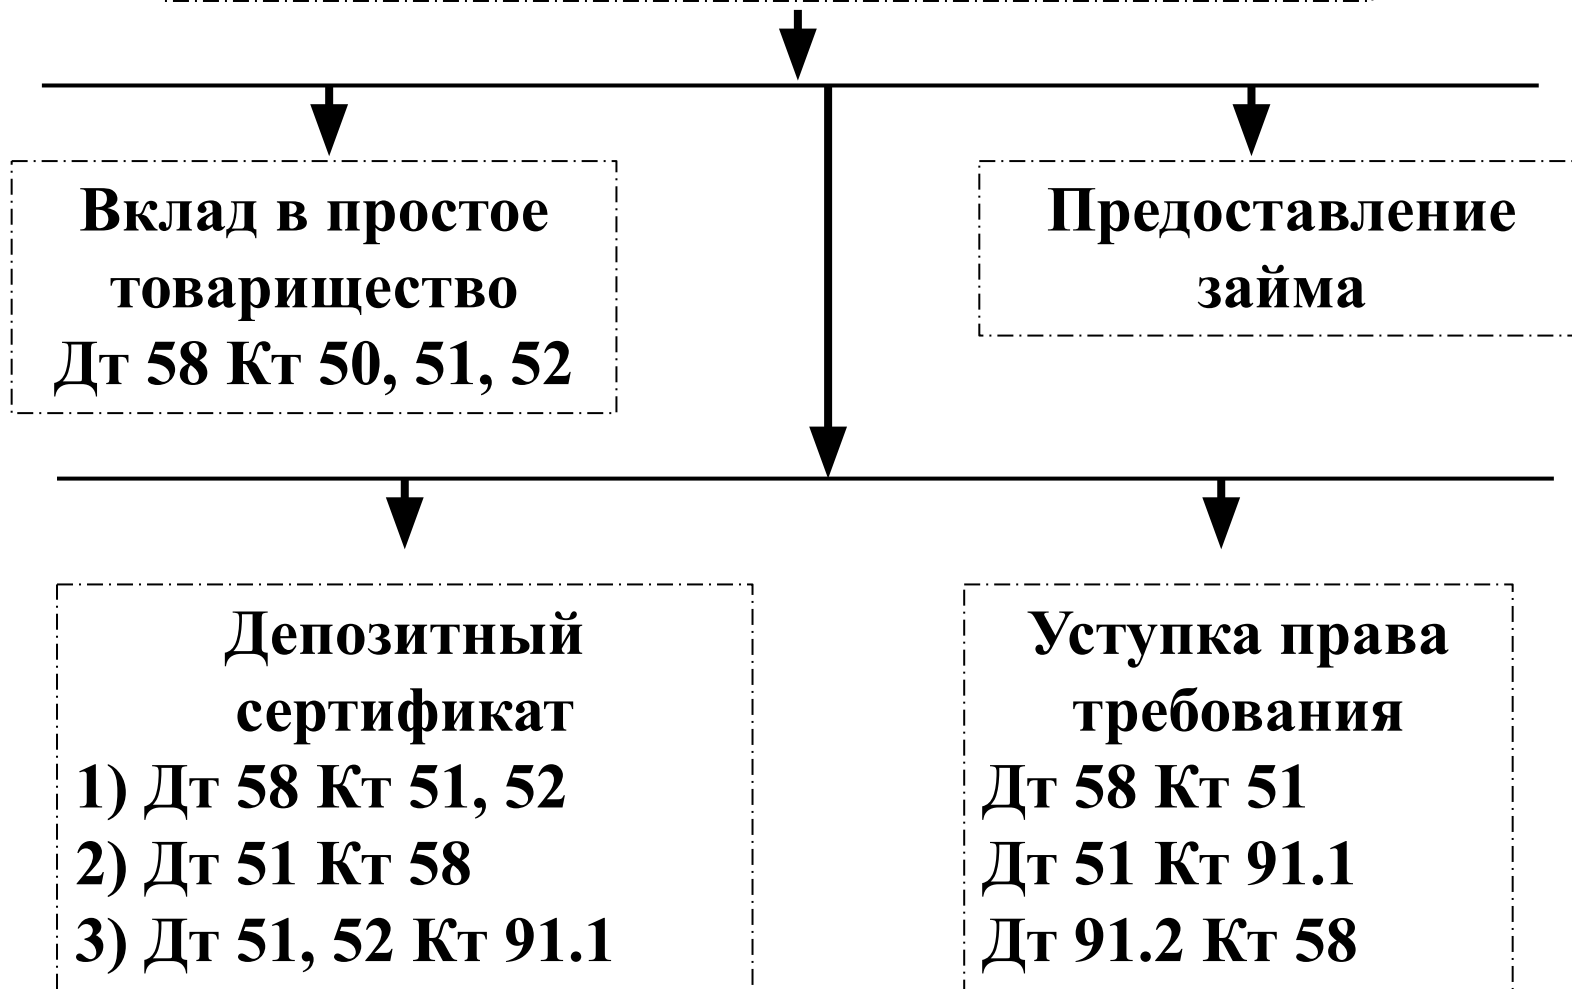 Вклад в простое
товарищество
Дт 58 Кт 50, 51, 52
Предоставление
займа
Депозитный
сертификат
1) Дт 58 Кт 51, 52
2) Дт 51 Кт 58
3) Дт 51, 52 Кт 91.1
Уступка права
требования
Дт 58 Кт 51
Дт 51 Кт 91.1
Дт 91.2 Кт 58